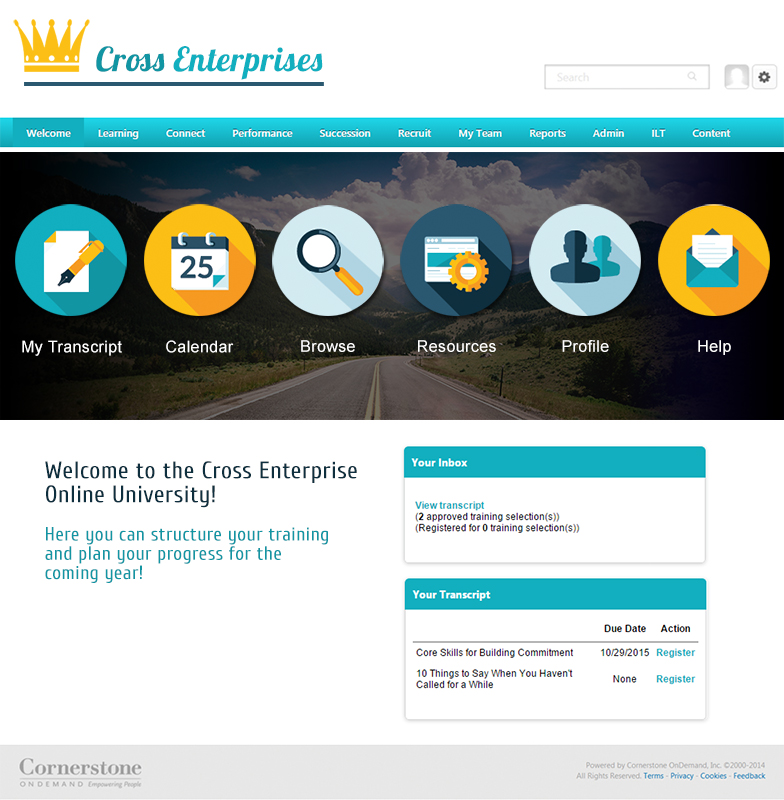 Cross Enterprises
Search
Welcome Learning Connect Performance Succession Recruit My Team Reports Admin ILT Content
25
My Transcript Calendar Browse Resources Profile Help
Welcome to the Cross Enterprise
Online University!
Here you can structure your training
and plan your progress for the
coming year!
Your Inbox
View transcript
(2 approved training selection(s))
(Registered for 0 training selection(s))
Your Transcript
Due Date Action
Core Skills for Building Commitment 10/29/2015 Register
10 Things to Say When You Haven't
Called for a While None Register
Cornerstone
ONDEMAND Empowering People
Powered by Cornerstone OnDemand, Inc. ©2000-2014
All Rights Reserved. Terms - Privacy - Cookies - Feedback